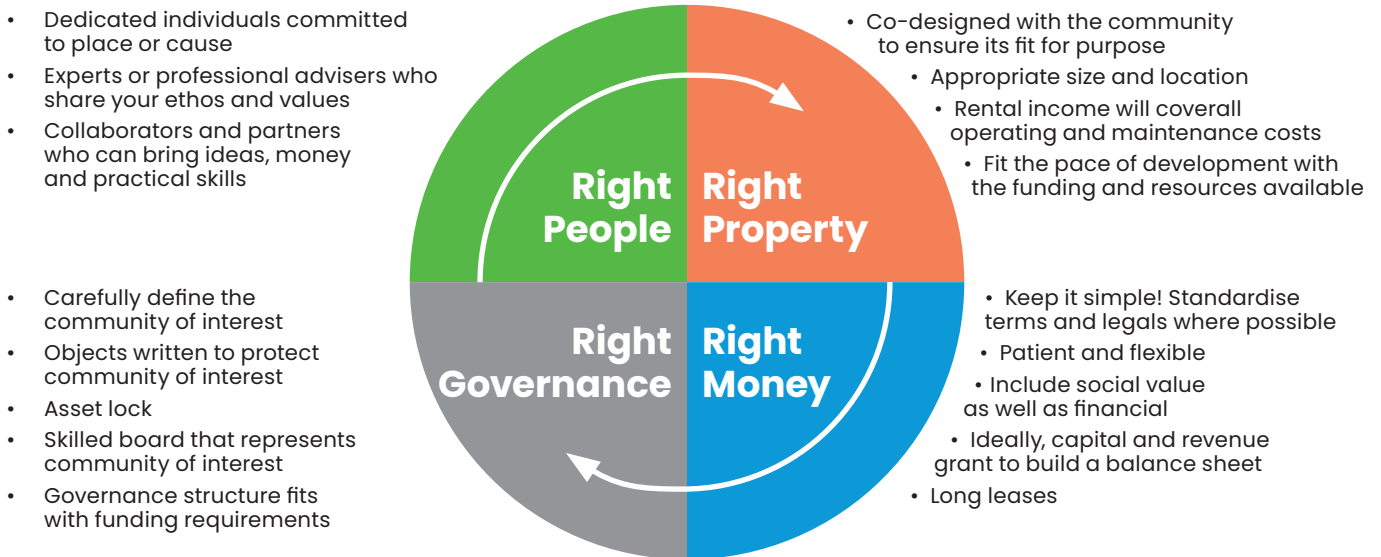 • Dedicated individuals committed
to place or cause
• Experts or professional advisers who
share your ethos and values
• Collaborators and partners
who can bring ideas, money
and practical skills
Right
People
Right
Property
• Co-designed with the community
to ensure its fit for purpose
• Appropriate size and location
• Rental income will coverall
operating and maintenance costs
• Fit the pace of development with
the funding and resources available
• Carefully define the
community of interest
• Objects written to protect
community of interest
• Asset lock
• Skilled board that represents
community of interest
• Governance structure fits
with funding requirements
Right
Governance
Right
Money
• Keep it simple! Standardise
terms and legals where possible
• Patient and flexible
• Include social value
as well as financial
• Ideally, capital and revenue
grant to build a balance sheet
• Long leases